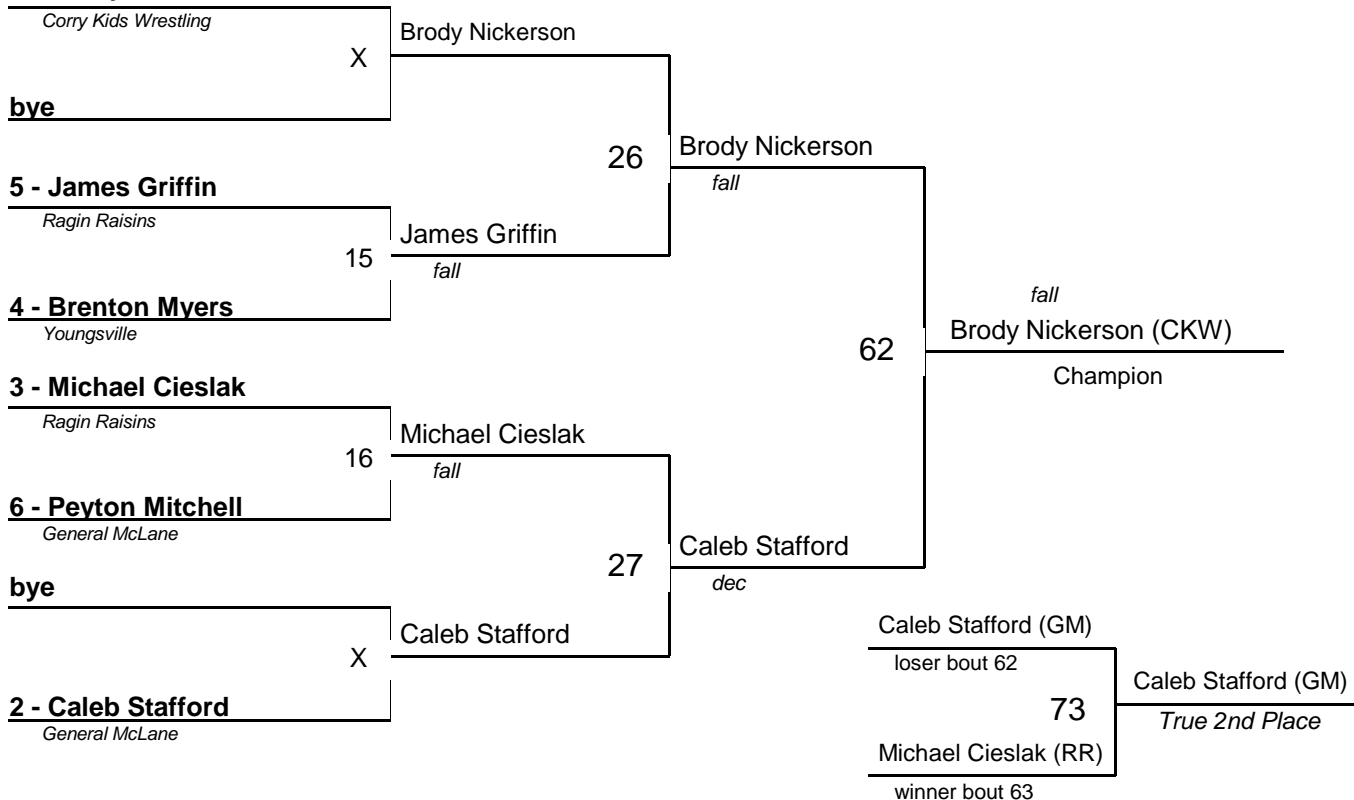 Corry Kids Wrestling
X
Brody Nickerson
bye
26
Brody Nickerson
fall
5 - James Griffin
Ragin Raisins
15
James Griffin
fall
4 - Brenton Myers
Youngsville
62
fall
Brody Nickerson (CKW)
Champion
3 - Michael Cieslak
Ragin Raisins
16
Michael Cieslak
fall
6 - Peyton Mitchell
General McLane
27
Caleb Stafford
dec
bye
X
Caleb Stafford
2 - Caleb Stafford
General McLane
Caleb Stafford (GM)
loser bout 62
73
Caleb Stafford (GM)
True 2nd Place
Michael Cieslak (RR)
winner bout 63